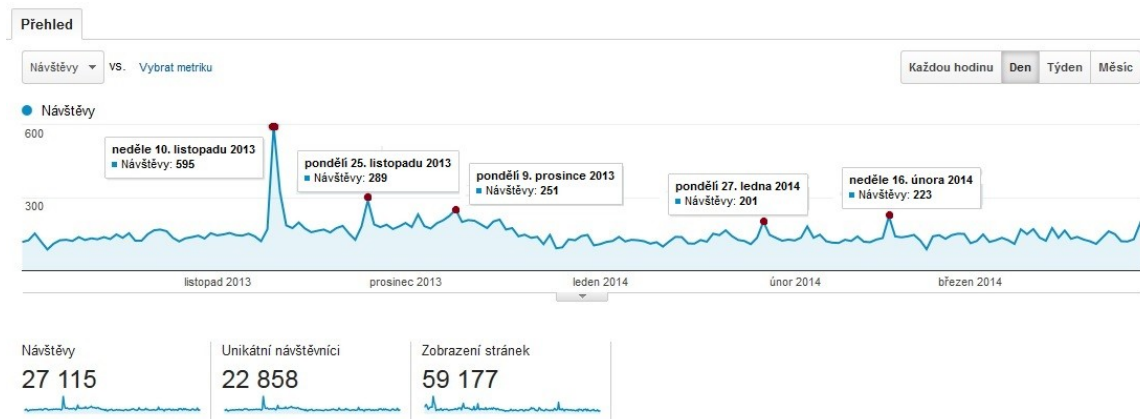 Přehled
Návštěvy vs. Vybrat metriku
Každou hodinu Den Týden Měsíc
Návštěvy
600
neděle 10. listopadu 2013
Návštěvy: 595
pondělí 25. listopadu 2013
Návštěvy: 289
pondělí 9. prosince 2013
Návštěvy: 251
pondělí 27. ledna 2014
Návštěvy: 201
neděle 16. února 2014
Návštěvy: 223
300
listopad 2013 prosinec 2013 leden 2014 únor 2014 březen 2014
Návštěvy
27 115
Unikátní návštěvníci
22 858
Zobrazení stránek
59 177